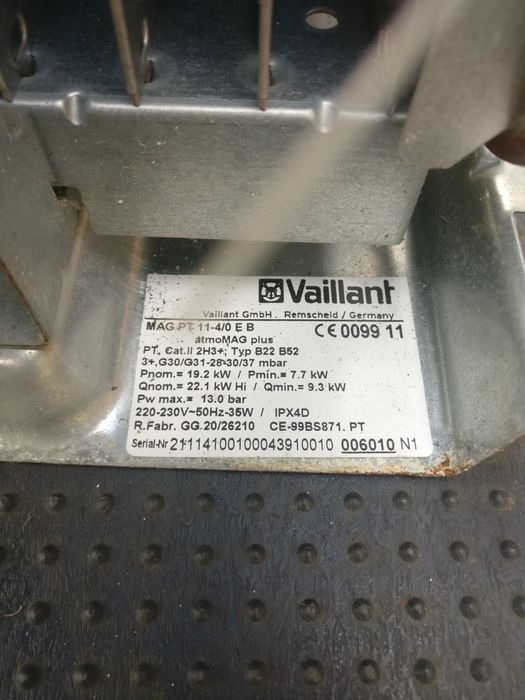 Vaillant
Vaillant GmbH . Remscheid / Germany
MAG PT 11-4/0 E B CE 0099 11
atmoMAG plus
PT, Cat.II 2H3+; Typ B22 B52
3+,G30/G31-28-30/37 mbar
Pnom.= 19.2 kW / Pmin.= 7.7 kW
Qnom.= 22.1 kW Hi / Qmin.= 9.3 kW
Pw max.= 13.0 bar
220-230V~50Hz-35W / IPX4D
R.Fabr. GG.20/26210 CE-99BS871. PT
Serial-Nr 21114100100043910010 006010 N1